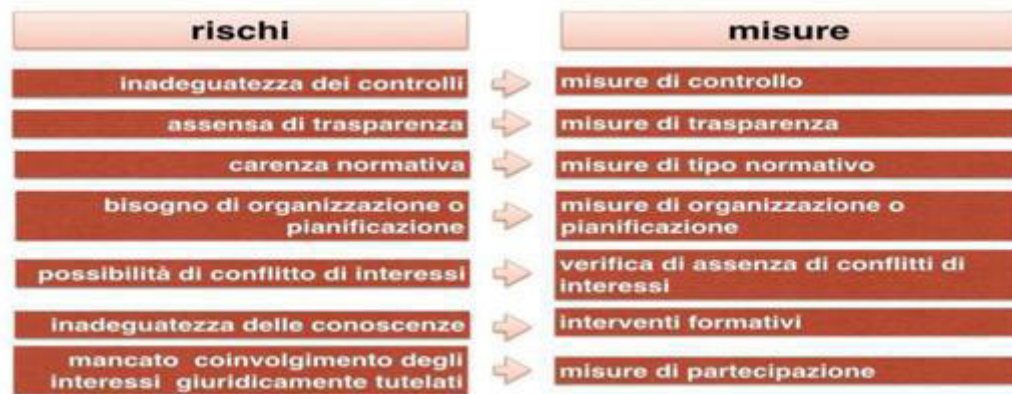 rischi
misure
inadeguatezza dei controlli
misure di controllo
assensa di trasparenza
misure di trasparenza
carenza normativa
misure di tipo normativo
bisogno di organizzazione o
pianificazione
misure di organizzazione o
pianificazione
possibilità di conflitto di interessi
verifica di assenza di conflitti di
interessi
inadeguatezza delle conoscenze
interventi formativi
mancato coinvolgimento degli
interessi giuridicamente tutelati
misure di partecipazione